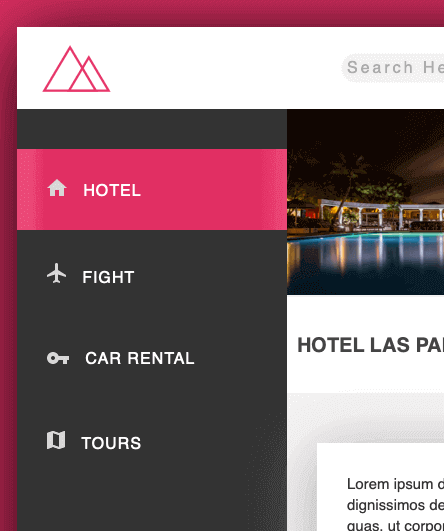 Search He
HOTEL
FIGHT
CAR RENTAL
TOURS
HOTEL LAS PA
Lorem ipsum d
dignissimos de
quas, ut corpo